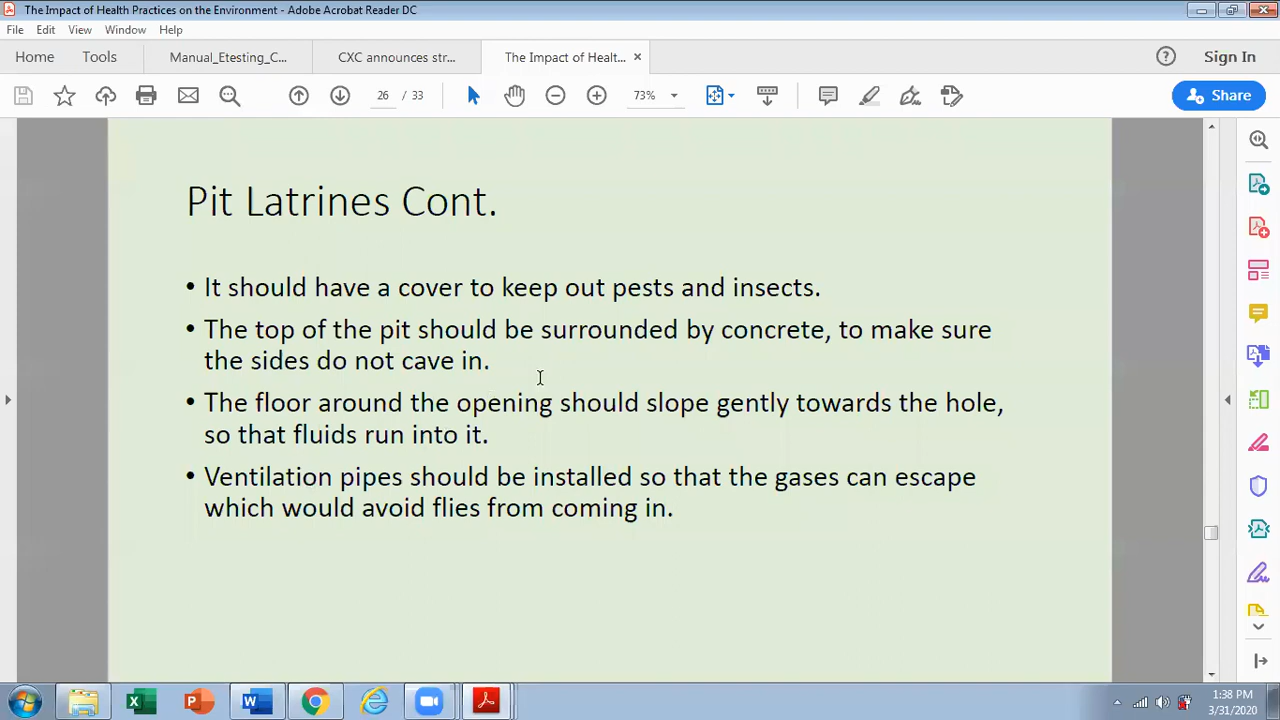 The Impact of Health Practices on the Environment - Adobe Acrobat Reader DC
File Edit View Window Help
Home Tools Manual_Etesting_C... CXC announces str... The Impact of Healt... × Sign In
26 / 33 73% Share
Pit Latrines Cont.
• It should have a cover to keep out pests and insects.
• The top of the pit should be surrounded by concrete, to make sure
the sides do not cave in.
• The floor around the opening should slope gently towards the hole,
so that fluids run into it.
• Ventilation pipes should be installed so that the gases can escape
which would avoid flies from coming in.
1:38 PM
3/31/2020